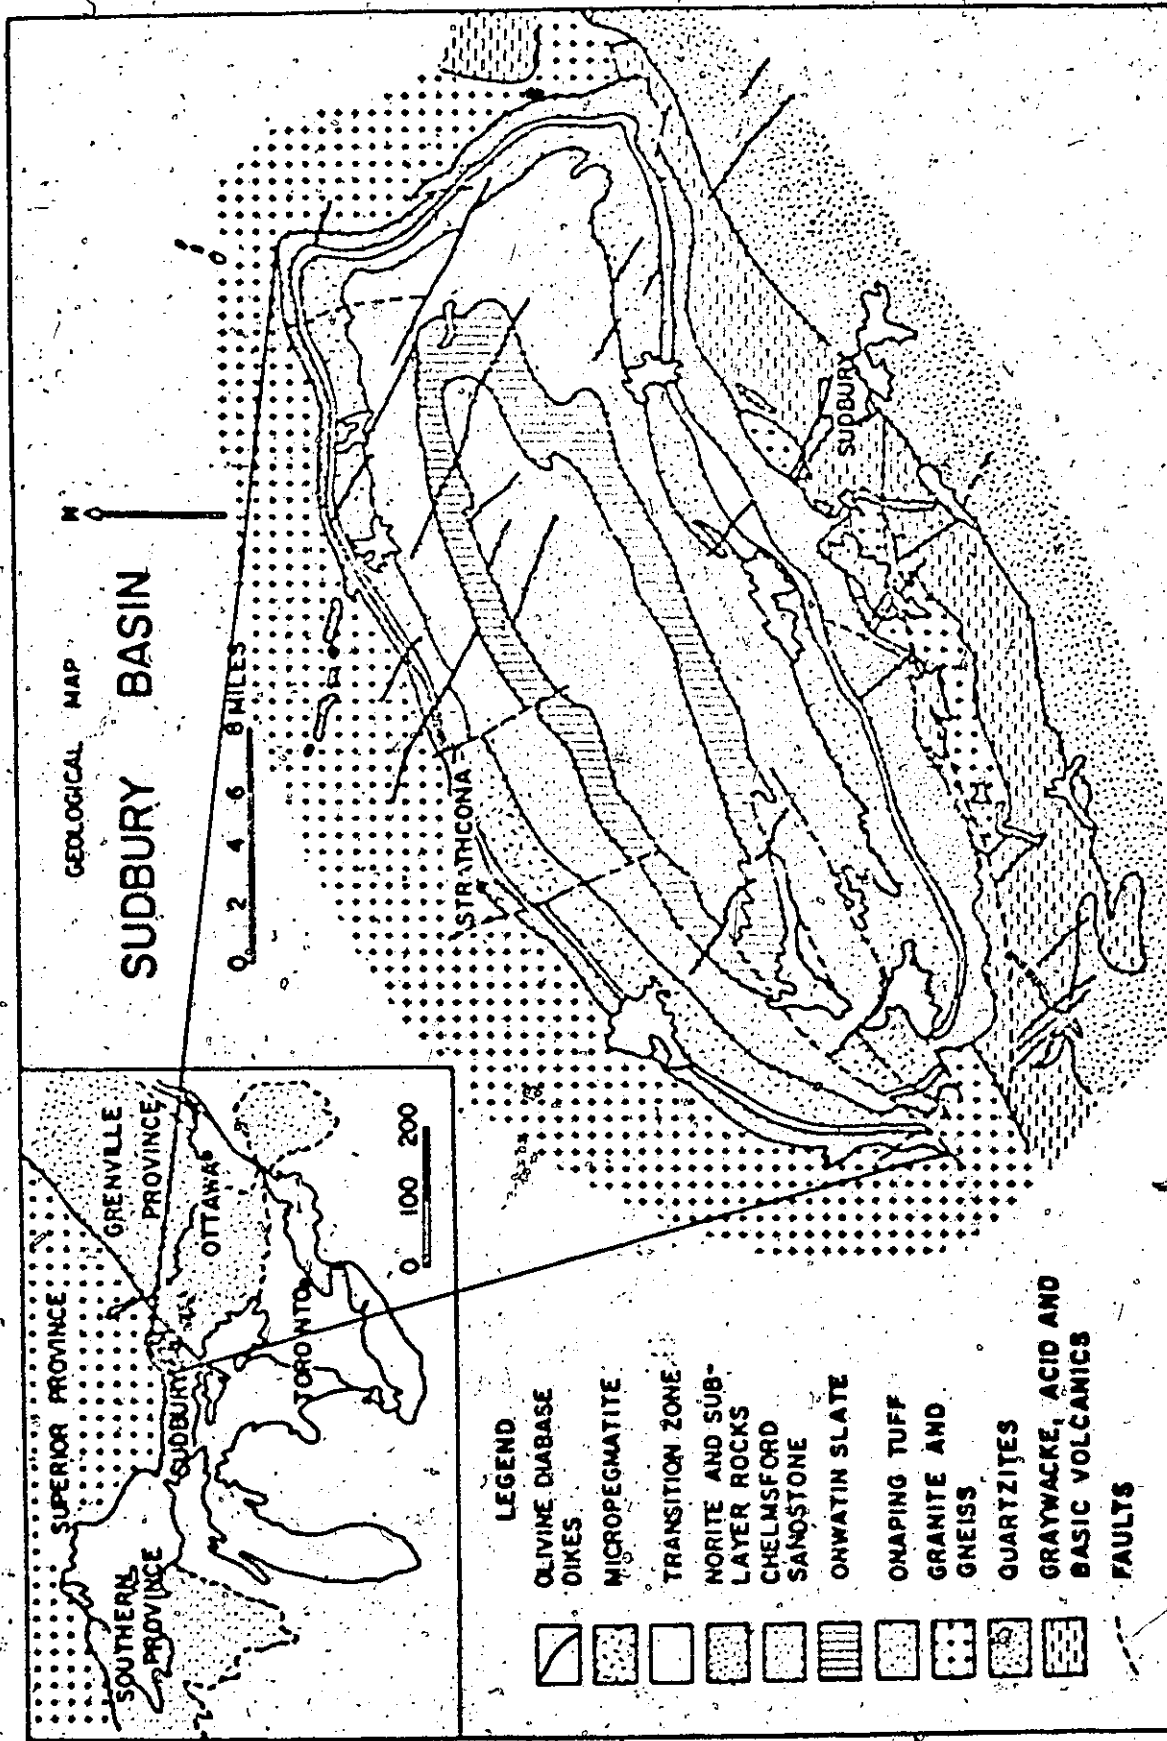 GEOLOGICAL MAP
SUDBURY BASIN
N
0 2 4 6 8 MILES
STRATHCONA
SUDBURY
SUPERIOR PROVINCE
SOUTHERN
PROVINCE
GRENVILLE
PROVINCE
SUDBURY
OTTAWA
TORONTO
0 100 200
LEGEND
OLIVINE DIABASE
DIKES
MICROPEGMATITE
TRANSITION ZONE
NORITE AND SUB-
LAYER ROCKS
CHELMSFORD
SANDSTONE
ONWATIN SLATE
ONAPING TUFF
GRANITE AND
GNEISS
QUARTZITES
GRAYWACKE, ACID AND
BASIC VOLCANICS
FAULTS